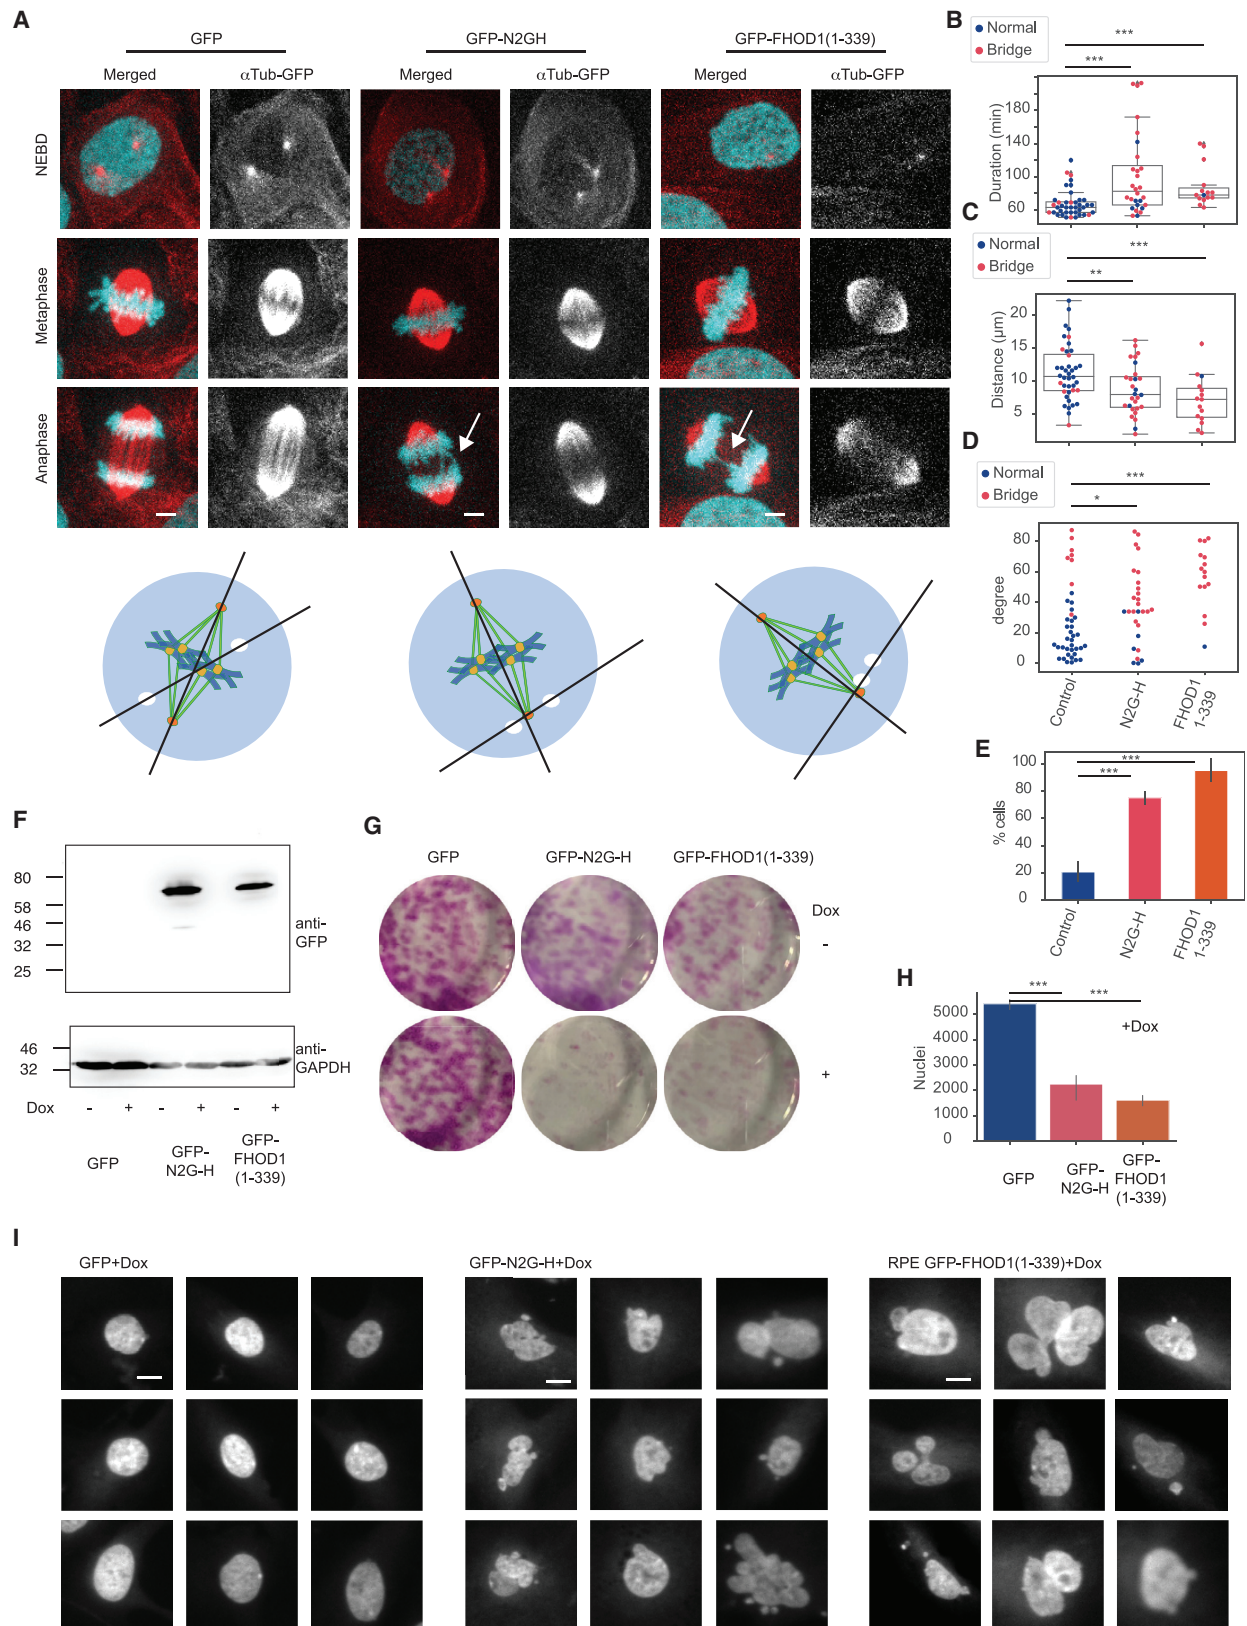 A
GFP
GFP-N2GH
GFP-FHOD1(1-339)
Merged
αTub-GFP
Merged
αTub-GFP
Merged
αTub-GFP
NEBD
Metaphase
Anaphase
B
Normal
Bridge
***
***
Duration (min)
180
140
100
60
C
Normal
Bridge
***
**
Distance (μm)
20
15
10
5
D
Normal
Bridge
***
*
degree
80
60
40
20
0
Control
N2G-H
FHOD1
1-339
E
***
***
% cells
100
80
60
40
20
0
Control
N2G-H
FHOD1
1-339
F
80
58
46
32
25
anti-
GFP
46
32
anti-
GAPDH
Dox - + - + - +
GFP
GFP-
N2G-H
GFP-
FHOD1
(1-339)
G
GFP
GFP-N2G-H
GFP-FHOD1(1-339)
Dox
-
+
H
***
***
+Dox
Nuclei
5000
4000
3000
2000
1000
0
GFP
GFP-
N2G-H
GFP-
FHOD1
(1-339)
I
GFP+Dox
GFP-N2G-H+Dox
RPE GFP-FHOD1(1-339)+Dox